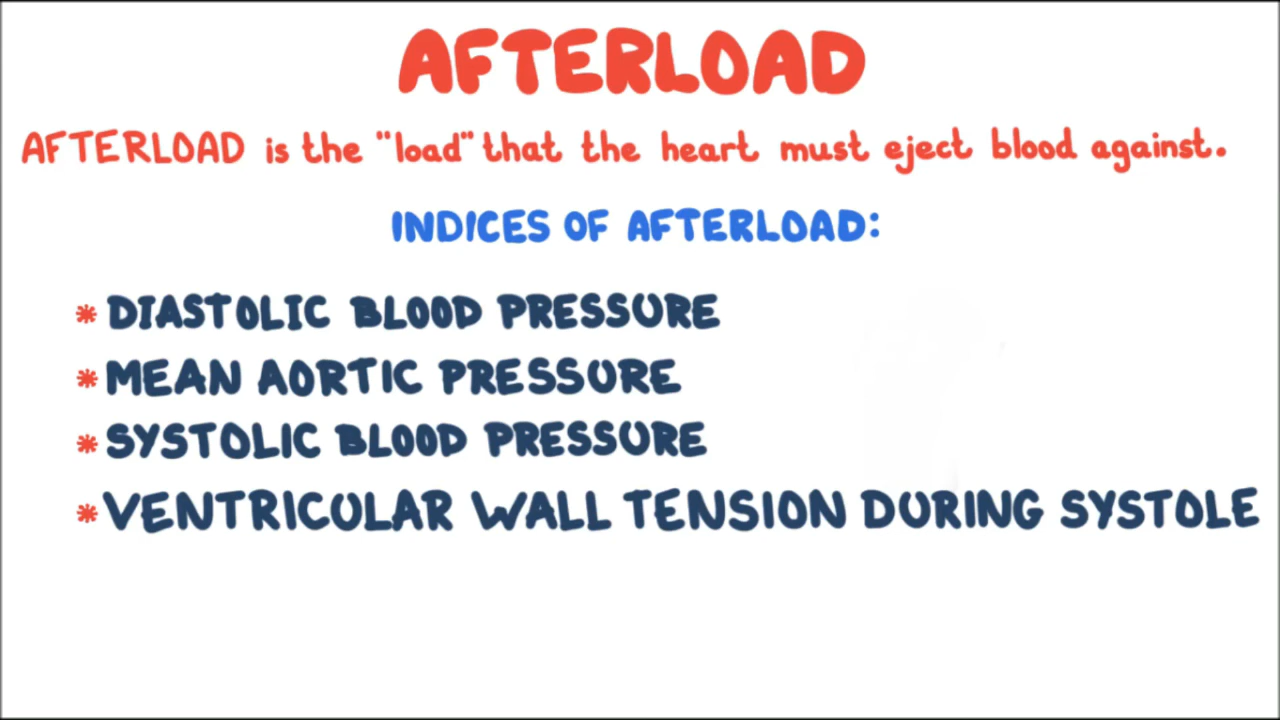 AFTERLOAD
AFTERLOAD is the "load" that the heart must eject blood against.
INDICES OF AFTERLOAD:
* DIASTOLIC BLOOD PRESSURE
* MEAN AORTIC PRESSURE
* SYSTOLIC BLOOD PRESSURE
* VENTRICULAR WALL TENSION DURING SYSTOLE